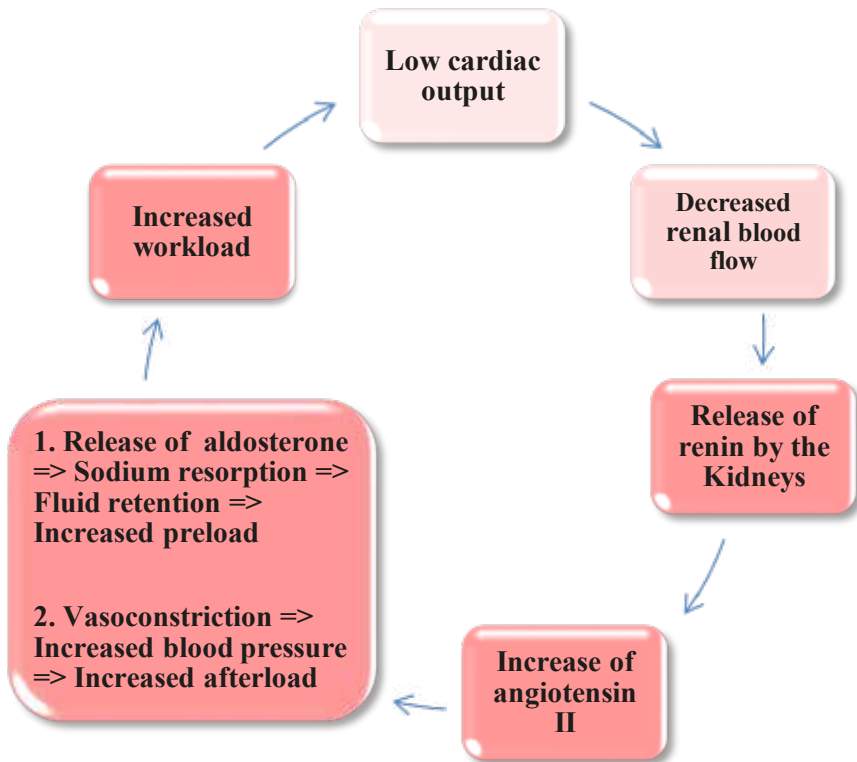 Low cardiac
output
Decreased
renal blood
flow
Release of
renin by the
Kidneys
Increase of
angiotensin
II
1. Release of aldosterone
=> Sodium resorption =>
Fluid retention =>
Increased preload
2. Vasoconstriction =>
Increased blood pressure
=> Increased afterload
Increased
workload